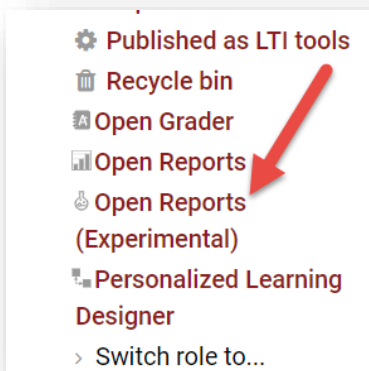 Published as LTI tools
Recycle bin
Open Grader
Open Reports
Open Reports
(Experimental)
Personalized Learning
Designer
Switch role to...